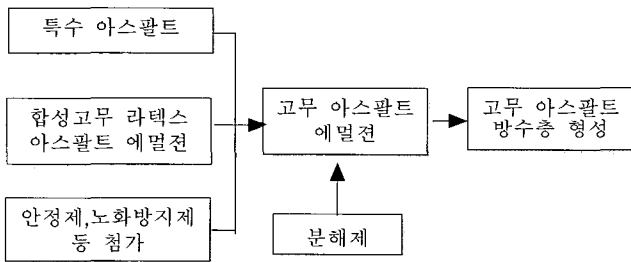 특수 아스팔트
합성고무 라텍스
아스팔트 에멀젼
안정제,노화방지제
등 첨가
고무 아스팔트
에멀젼
분해제
고무 아스팔트
방수층 형성